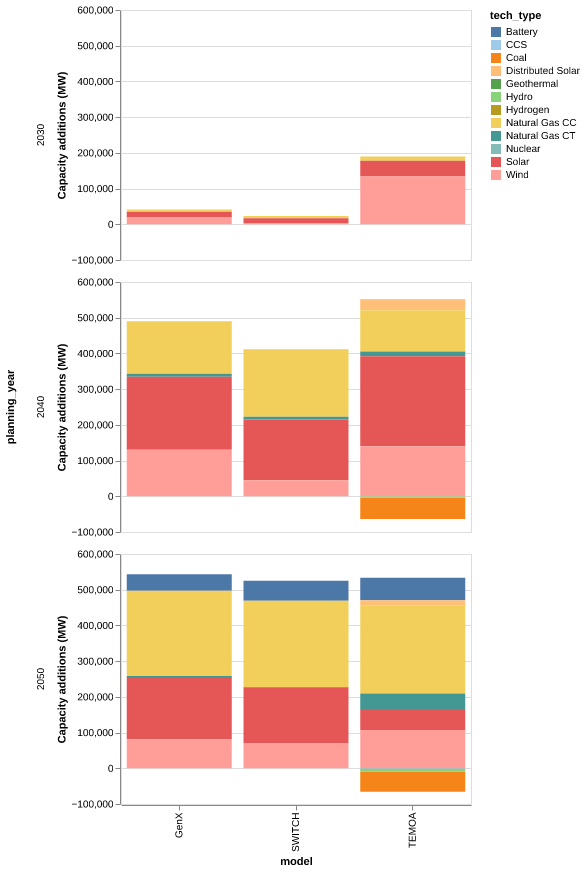 tech_type
Battery
CCS
Coal
Distributed Solar
Geothermal
Hydro
Hydrogen
Natural Gas CC
Natural Gas CT
Nuclear
Solar
Wind
planning_year
2030
Capacity additions (MW)
600,000
500,000
400,000
300,000
200,000
100,000
0
−100,000
2040
Capacity additions (MW)
600,000
500,000
400,000
300,000
200,000
100,000
0
−100,000
2050
Capacity additions (MW)
600,000
500,000
400,000
300,000
200,000
100,000
0
−100,000
GenX
SWITCH
TEMOA
model